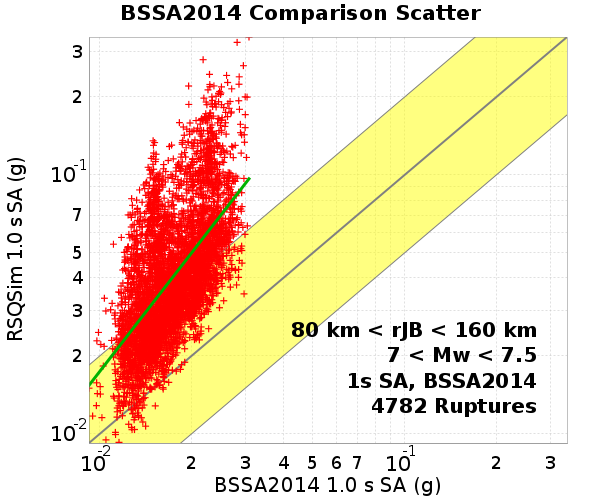 BSSA2014 Comparison Scatter
RSQSim 1.0 s SA (g)
3
2
10-1
7
5
4
3
2
10-2
80 km < rJB < 160 km
7 < Mw < 7.5
1s SA, BSSA2014
4782 Ruptures
10-2 2 3 4 5 6 7 10-1 2 3
BSSA2014 1.0 s SA (g)